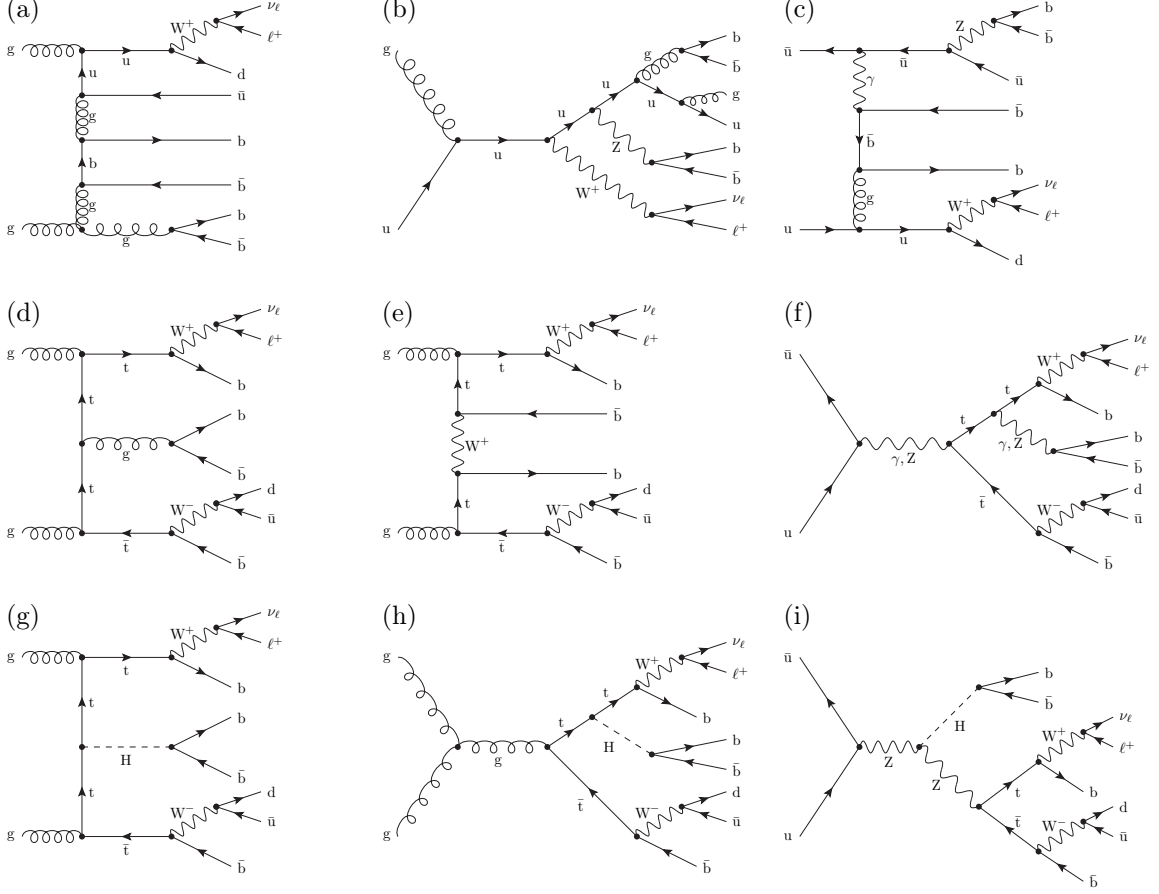 (a)
g
u
W⁺
ν_ℓ
ℓ⁺
d
u
ū
g
b
b
b̄
g
b
b̄
g
g
(b)
g
u
u
u
u
g
b
b̄
u
g
u
Z
b
b̄
W⁺
ν_ℓ
ℓ⁺
(c)
ū
ū
Z
b
b̄
ū
γ
b̄
b̄
b
g
u
u
W⁺
ν_ℓ
ℓ⁺
d
(d)
g
t
W⁺
ν_ℓ
ℓ⁺
b
t
g
b
b̄
t
g
t̄
W⁻
d
ū
b̄
(e)
g
t
W⁺
ν_ℓ
ℓ⁺
b
t
b̄
W⁺
b
t
g
t̄
W⁻
d
ū
b̄
(f)
ū
u
γ, Z
t
t
W⁺
ν_ℓ
ℓ⁺
b
γ, Z
b
b̄
t̄
W⁻
d
ū
b̄
(g)
g
t
W⁺
ν_ℓ
ℓ⁺
b
t
H
b
b̄
t
g
t̄
W⁻
d
ū
b̄
(h)
g
g
g
t
t
W⁺
ν_ℓ
ℓ⁺
b
H
b
b̄
t̄
W⁻
d
ū
b̄
(i)
ū
u
Z
H
b
b̄
Z
t
W⁺
ν_ℓ
ℓ⁺
b
t̄
W⁻
d
ū
b̄